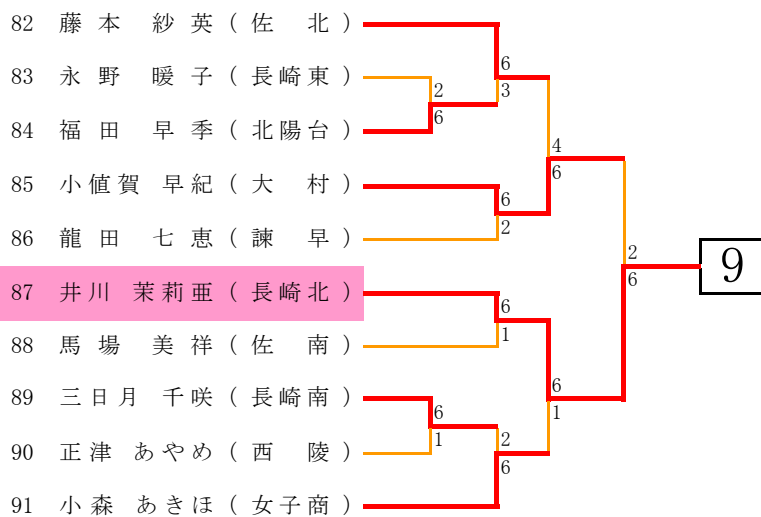 82 藤本 紗英（佐 北）
6
83 永野 暖子（長崎東）
2 3
84 福田 早季（北陽台）
6
4
85 小値賀 早紀（大 村）
6 6
86 龍田 七恵（諫 早）
2
2
9
87 井川 茉莉亜（長崎北）
6
6
88 馬場 美祥（佐 南）
1
89 三日月 千咲（長崎南）
6
6 1
90 正津 あやめ（西 陵）
1 2
6
91 小森 あきほ（女子商）